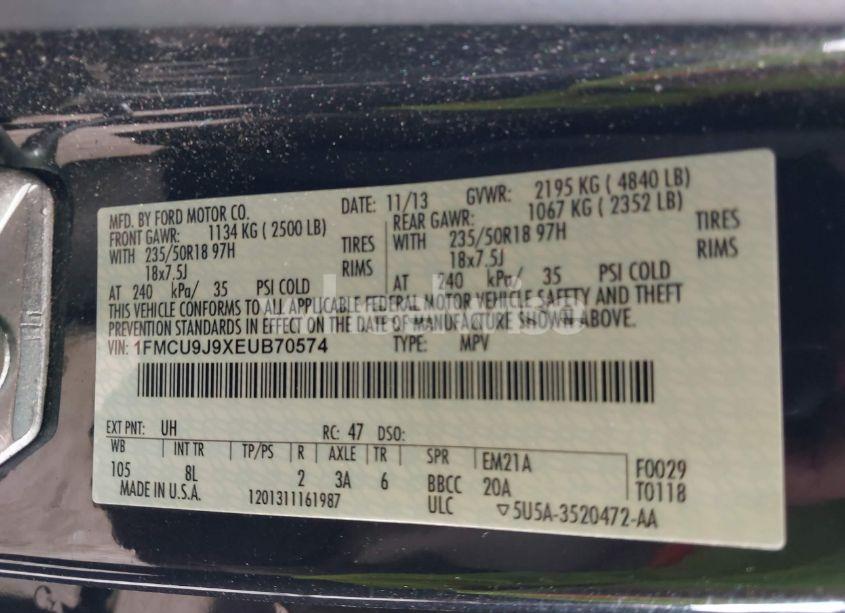 MFD. BY FORD MOTOR CO. DATE: 11/13 GVWR: 2195 KG ( 4840 LB)
FRONT GAWR: 1134 KG ( 2500 LB) REAR GAWR: 1067 KG ( 2352 LB)
WITH 235/50R18 97H TIRES WITH 235/50R18 97H TIRES
18x7.5J RIMS 18x7.5J RIMS
AT 240 kPa/ 35 PSI COLD AT 240 kPa/ 35 PSI COLD
THIS VEHICLE CONFORMS TO ALL APPLICABLE FEDERAL MOTOR VEHICLE SAFETY AND THEFT
PREVENTION STANDARDS IN EFFECT ON THE DATE OF MANUFACTURE SHOWN ABOVE.
VIN: 1FMCU9J9XEUB70574 TYPE: MPV
EXT PNT: UH RC: 47 DSO:
WB INT TR TP/PS R AXLE TR SPR EM21A F0029
105 8L 2 3A 6 BBCC 20A T0118
MADE IN U.S.A. 1201311161987 ULC ▽5U5A-3520472-AA